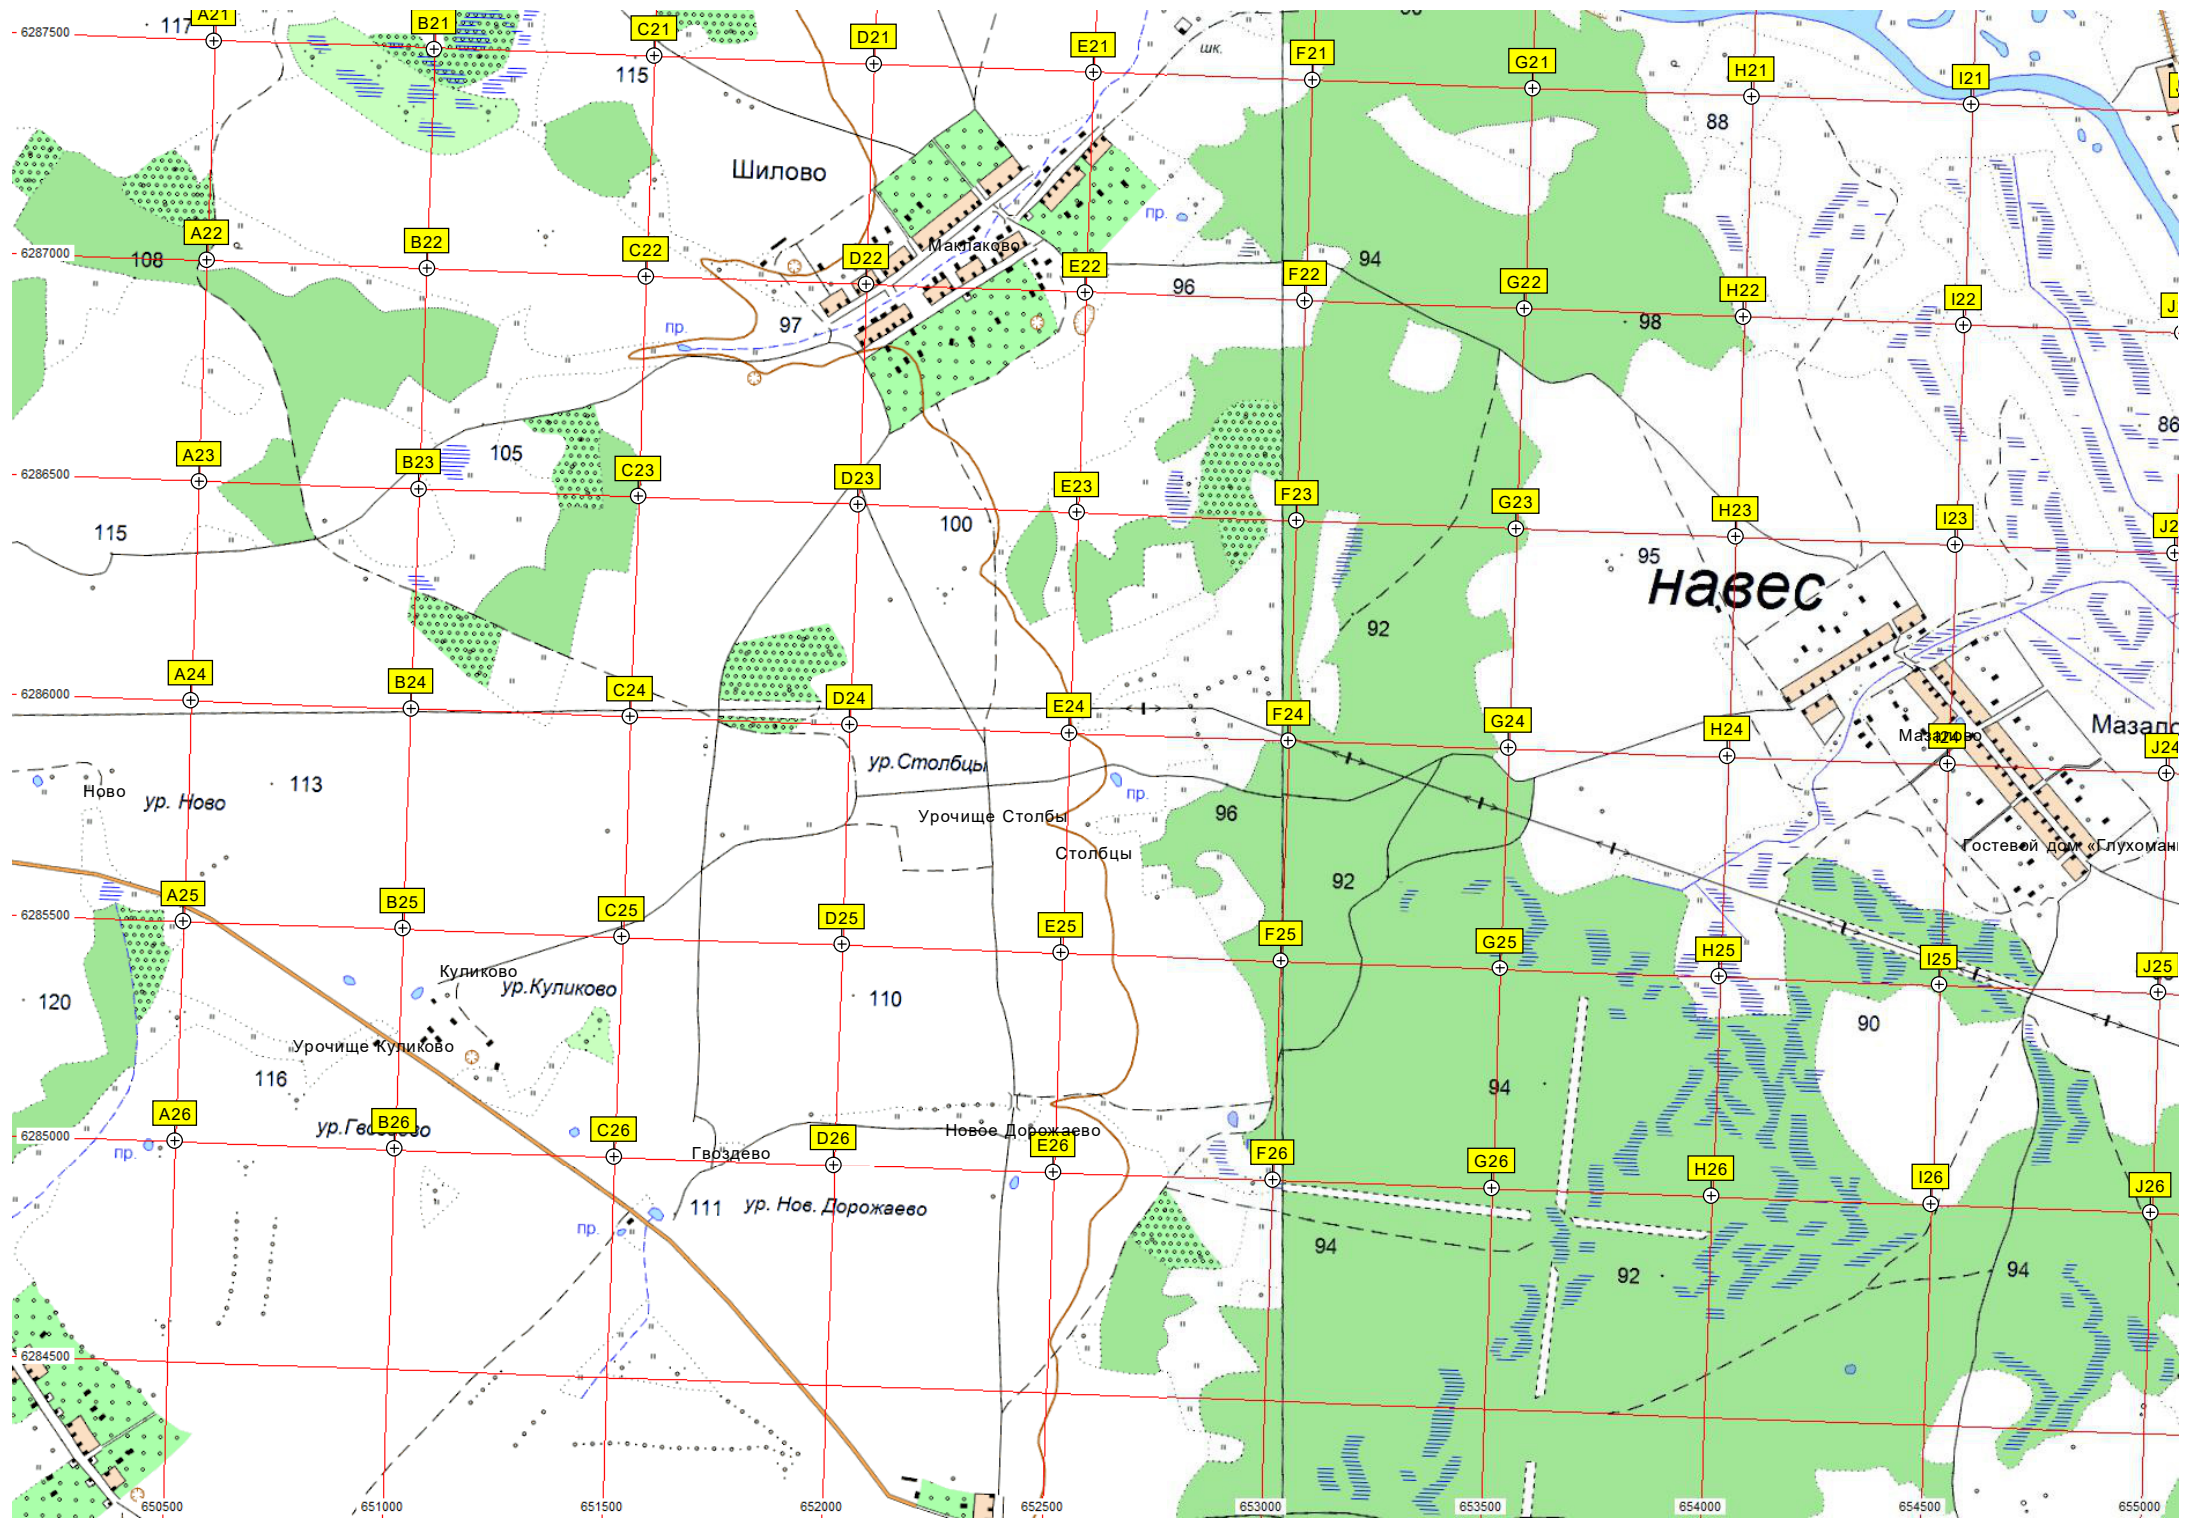 A21
117
B21
C21
D21
E21
шк.
F21
G21
H21
I21
6287500
115
88
Шилово
пр.
A22
B22
C22
D22
Маклаково
E22
96
F22
94
G22
H22
I22
6287000
108
пр.
97
98
86
A23
B23
105
C23
D23
E23
F23
G23
H23
I23
J2
6286500
115
100
95
навес
92
A24
B24
C24
D24
E24
F24
G24
H24
Мазалово
I24
J24
6286000
ур.Столбцы
Ново
ур. Ново
113
пр.
Урочище Столбы
96
Столбцы
Гостевой дом «Глухоман
92
A25
B25
C25
D25
E25
F25
G25
H25
I25
J25
6285500
Куликово
ур.Куликово
120
110
90
Урочище Куликово
116
94
A26
B26
C26
D26
Новое Дорожаево
E26
F26
G26
H26
I26
J26
6285000
пр.
Гвоздево
111
ур. Нов. Дорожаево
пр.
94
92
94
6284500
650500
651000
651500
652000
652500
653000
653500
654000
654500
655000